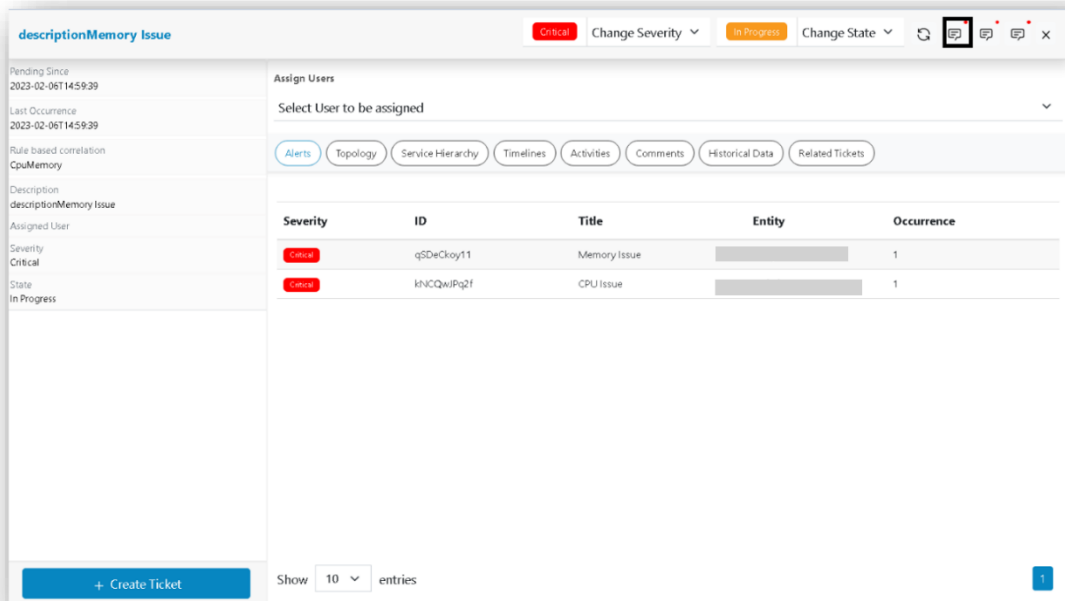 descriptionMemory Issue
Critical Change Severity In Progress Change State
Pending Since
2023-02-06T14:59:39
Last Occurrence
2023-02-06T14:59:39
Rule based correlation
CpuMemory
Description
descriptionMemory Issue
Assigned User
Severity
Critical
State
In Progress
+ Create Ticket
Assign Users
Select User to be assigned
Alerts Topology Service Hierarchy Timelines Activities Comments Historical Data Related Tickets
Severity ID Title Entity Occurrence
Critical qSDeCkoy11 Memory Issue 1
Critical kNCQwJPq2f CPU Issue 1
Show 10 entries
1